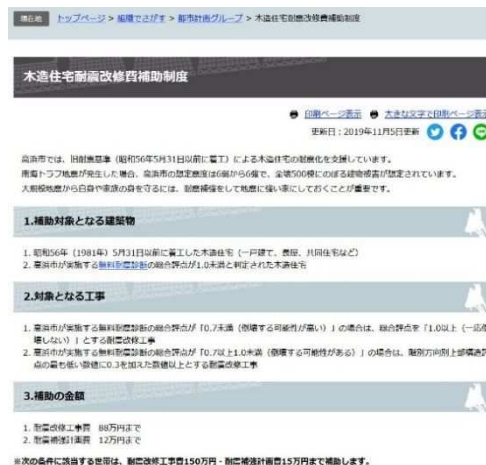 現在地 トップページ > 組織でさがす > 都市計画グループ > 木造住宅耐震改修費補助制度
木造住宅耐震改修費補助制度
印刷ページ表示 大きな文字で印刷ページ表示
更新日：2019年11月5日更新
高浜市では、旧耐震基準（昭和56年5月31日以前に着工）による木造住宅の耐震化を支援しています。
南海トラフ地震が発生した場合、高浜市の想定震度は6弱から6強で、全壊500棟にのぼる建物被害が想定されています。
大規模地震から自身や家族の身を守るには、耐震補強をして地震に強い家にしておくことが重要です。
1.補助対象となる建築物
1. 昭和56年（1981年）5月31日以前に着工した木造住宅（一戸建て、長屋、共同住宅など）
2. 高浜市が実施する無料耐震診断の総合評点が1.0未満と判定された木造住宅
2.対象となる工事
1. 高浜市が実施する無料耐震診断の総合評点が「0.7未満（倒壊する可能性が高い）」の場合は、総合評点を「1.0以上（一応倒
壊しない）」とする耐震改修工事
2. 高浜市が実施する無料耐震診断の総合評点が「0.7以上1.0未満（倒壊する可能性がある）」の場合は、階別方向別上部構造評
点の最も低い数値に0.3を加えた数値以上とする耐震改修工事
3.補助の金額
1. 耐震改修工事費 88万円まで
2. 耐震補強計画費 12万円まで
※次の条件に該当する世帯は、耐震改修工事費150万円・耐震補強計画費15万円まで補助します。